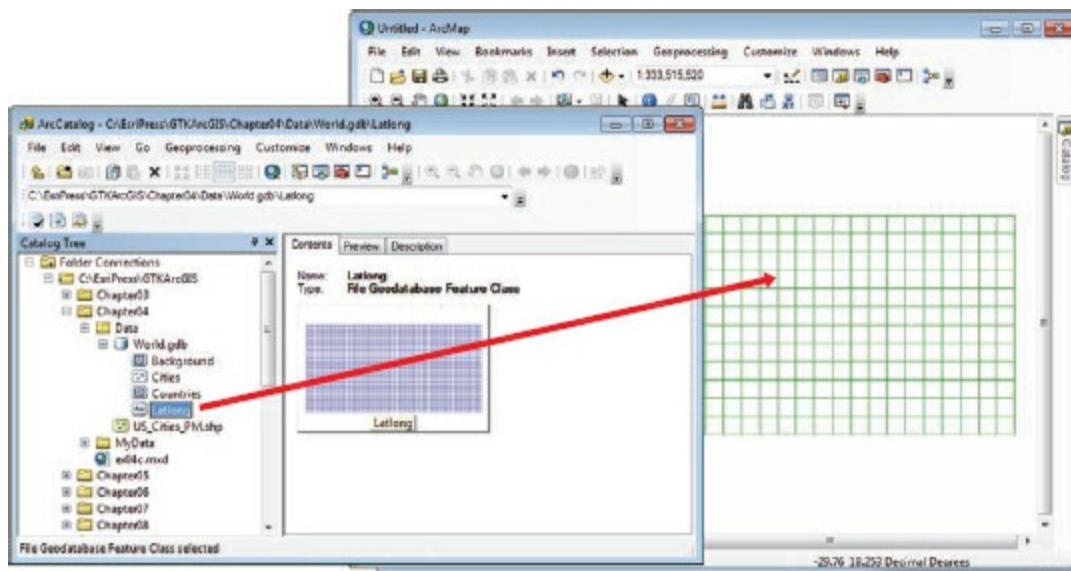 Untitled - ArcMap
File Edit View Bookmarks Insert Selection Geoprocessing Customize Windows Help
1:333,515,520
Catalog
ArcCatalog - C:\EsriPress\GTKArcGIS\Chapter04\Data\World.gdb\Latlong
File Edit View Go Geoprocessing Customize Windows Help
C:\EsriPress\GTKArcGIS\Chapter04\Data\World.gdb\Latlong
Catalog Tree
Contents Preview Description
Folder Connections
C:\EsriPress\GTKArcGIS
Chapter03
Chapter04
Data
World.gdb
Background
Cities
Countries
Latlong
US_Cities_PM.shp
MyData
ex04c.mxd
Chapter05
Chapter06
Chapter07
Chapter08
Name: Latlong
Type: File Geodatabase Feature Class
Latlong
File Geodatabase Feature Class selected
-29.76 18.253 Decimal Degrees